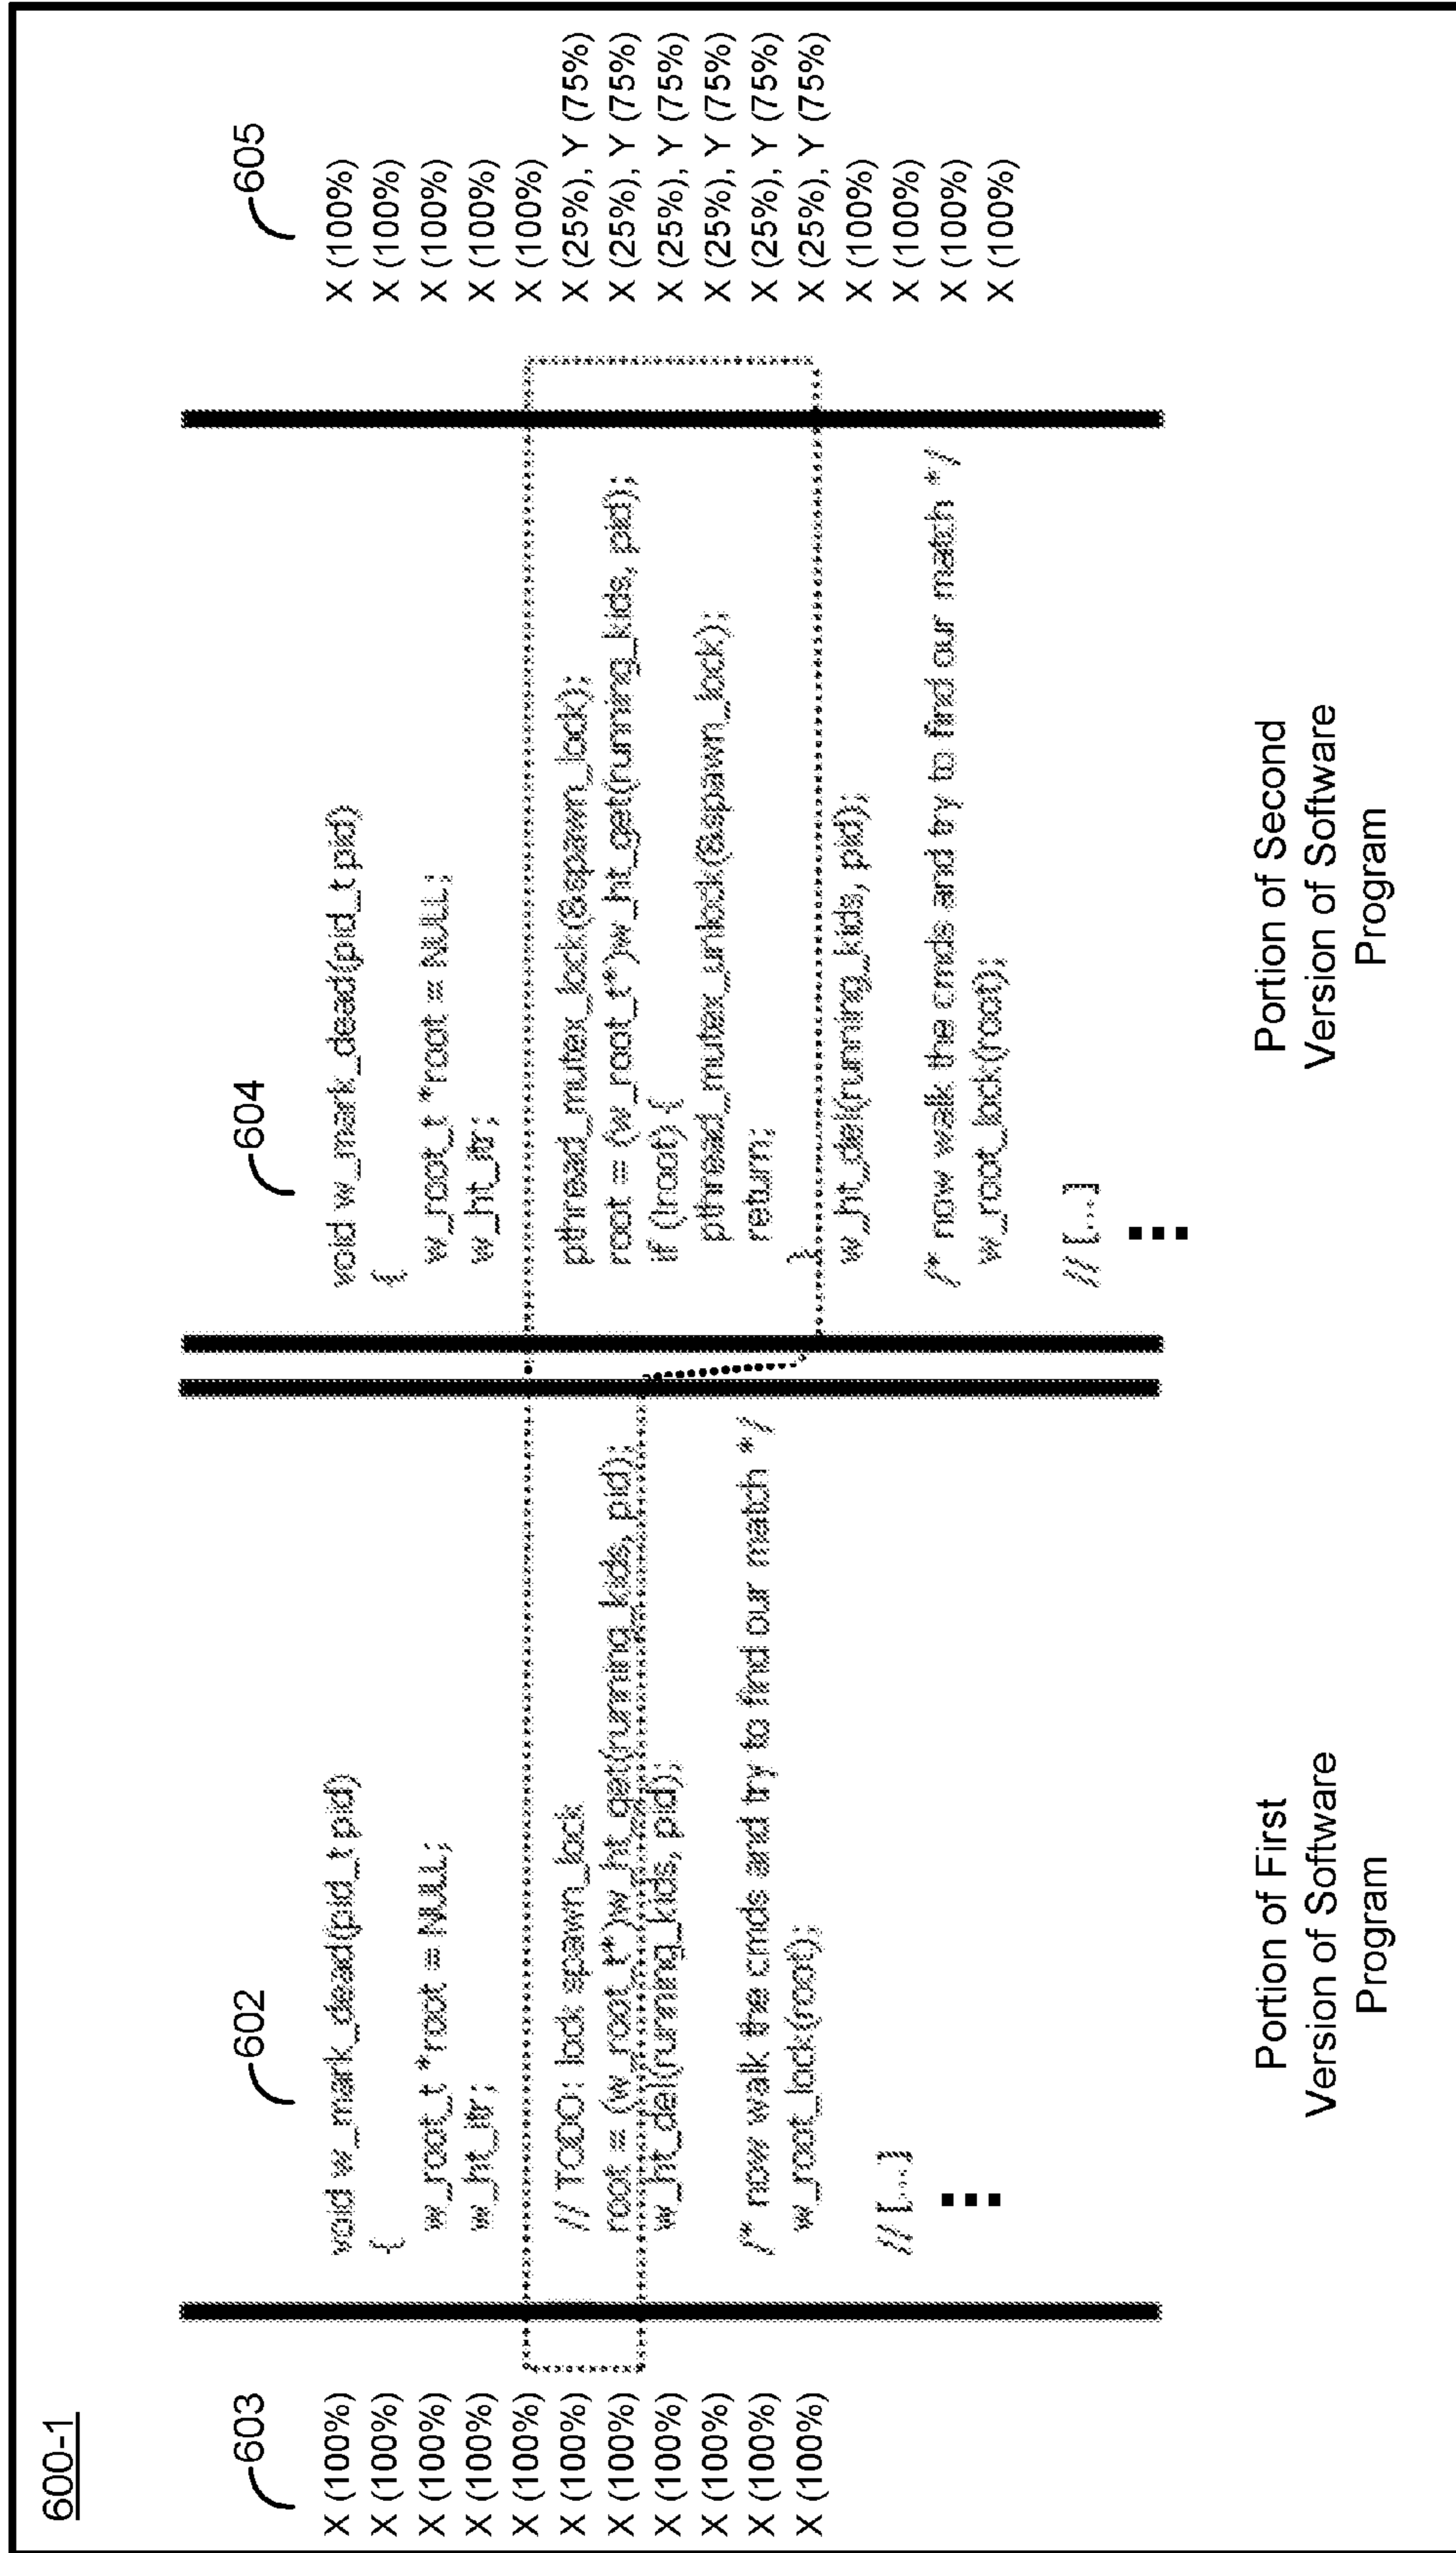 600-1
603
X (100%)
X (100%)
X (100%)
X (100%)
X (100%)
X (100%)
X (100%)
X (100%)
X (100%)
X (100%)
X (100%)
602
void w_mark_dead(pid_t pid)
{
w_root_t *root = NULL;
w_ht_itr;
// TODO: lock spawn_lock
root = (w_root_t*)w_ht_get(running_kids, pid);
w_ht_del(running_kids, pid);
/* now walk the cmds and try to find our match */
w_root_lock(root);
// [...]
Portion of First
Version of Software
Program
604
void w_mark_dead(pid_t pid)
{
w_root_t *root = NULL;
w_ht_itr;
pthread_mutex_lock(&spawn_lock);
root = (w_root_t*)w_ht_get(running_kids, pid);
if (!root) {
pthread_mutex_unlock(&spawn_lock);
return;
}
w_ht_del(running_kids, pid);
/* now walk the cmds and try to find our match */
w_root_lock(root);
// [...]
Portion of Second
Version of Software
Program
605
X (100%)
X (100%)
X (100%)
X (100%)
X (100%)
X (25%), Y (75%)
X (25%), Y (75%)
X (25%), Y (75%)
X (25%), Y (75%)
X (25%), Y (75%)
X (25%), Y (75%)
X (100%)
X (100%)
X (100%)
X (100%)